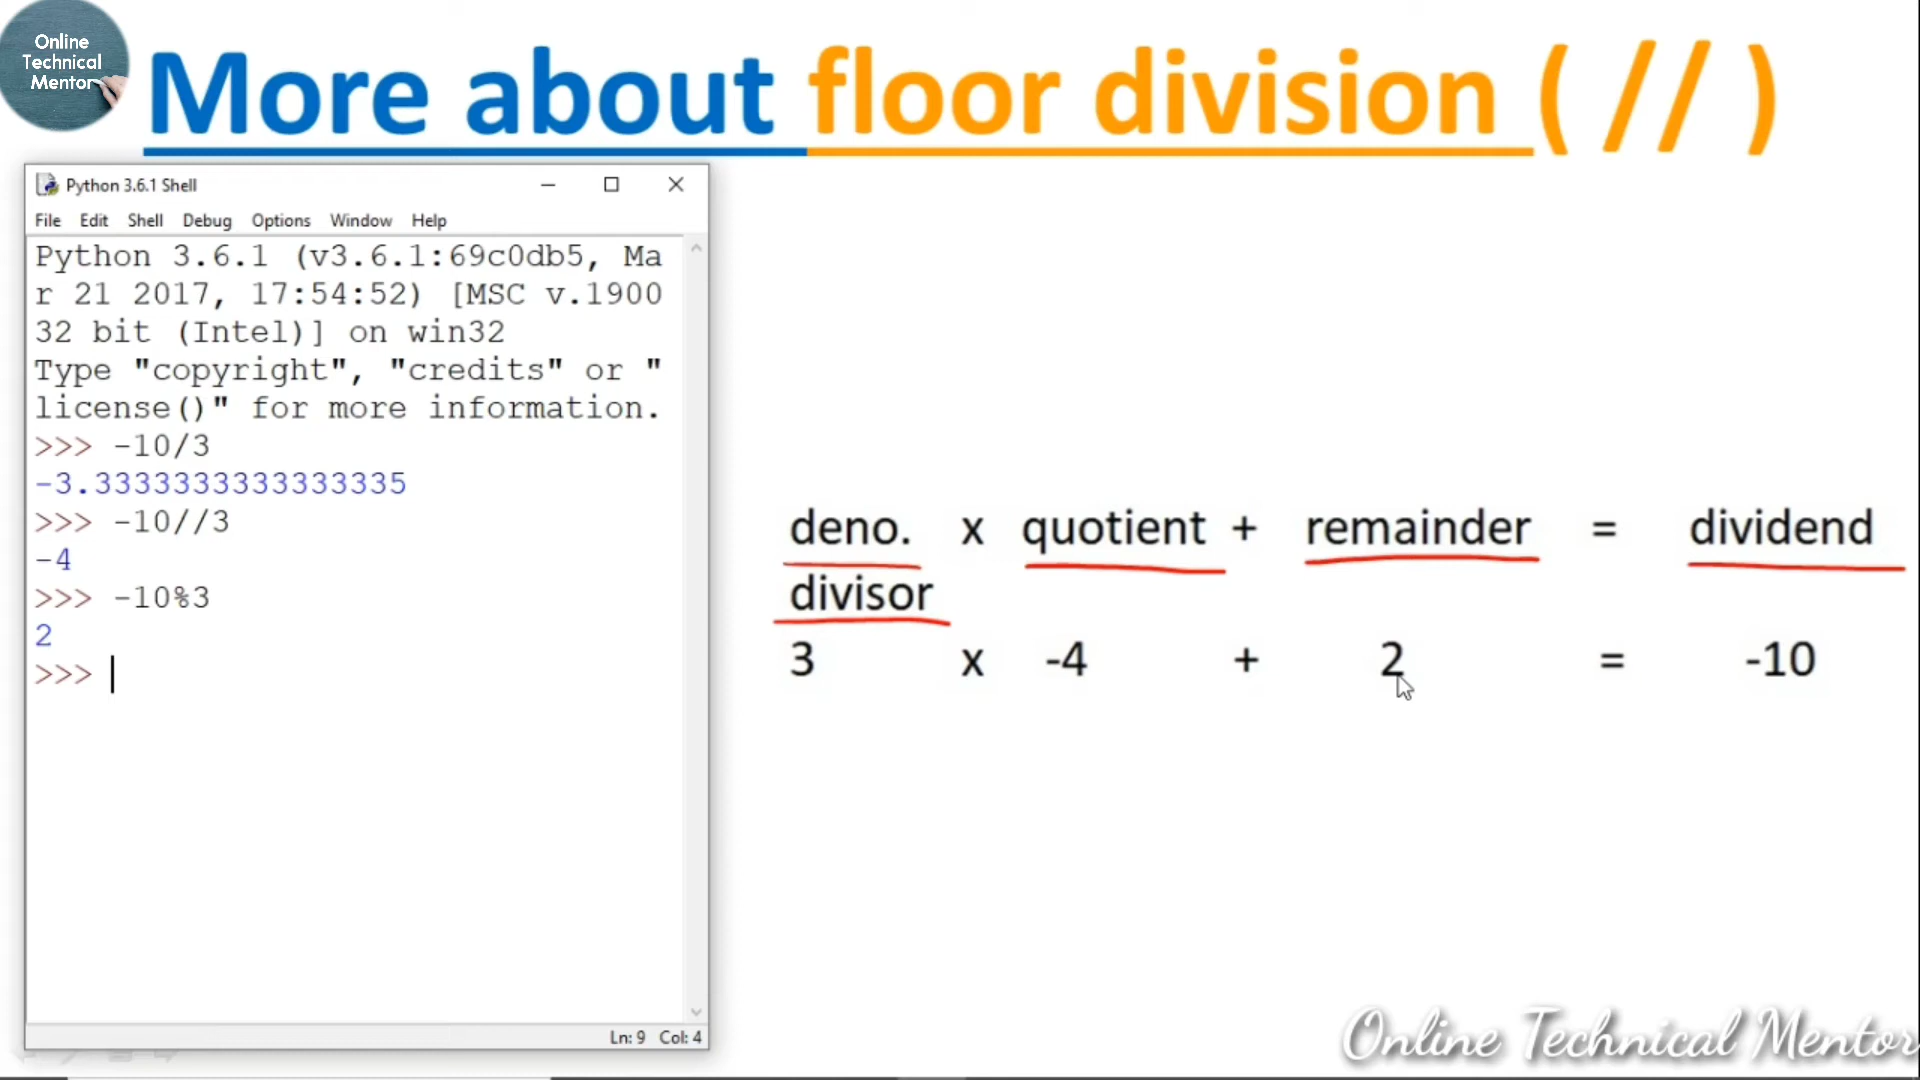 Online
Technical
Mentor
More about floor division ( // )
Python 3.6.1 Shell
File Edit Shell Debug Options Window Help
Python 3.6.1 (v3.6.1:69c0db5, Ma
r 21 2017, 17:54:52) [MSC v.1900
32 bit (Intel)] on win32
Type "copyright", "credits" or "
license()" for more information.
>>> -10/3
-3.3333333333333335
>>> -10//3
-4
>>> -10%3
2
>>>
Ln: 9 Col: 4
deno. x quotient + remainder = dividend
divisor
3 x -4 + 2 = -10
Online Technical Mentor